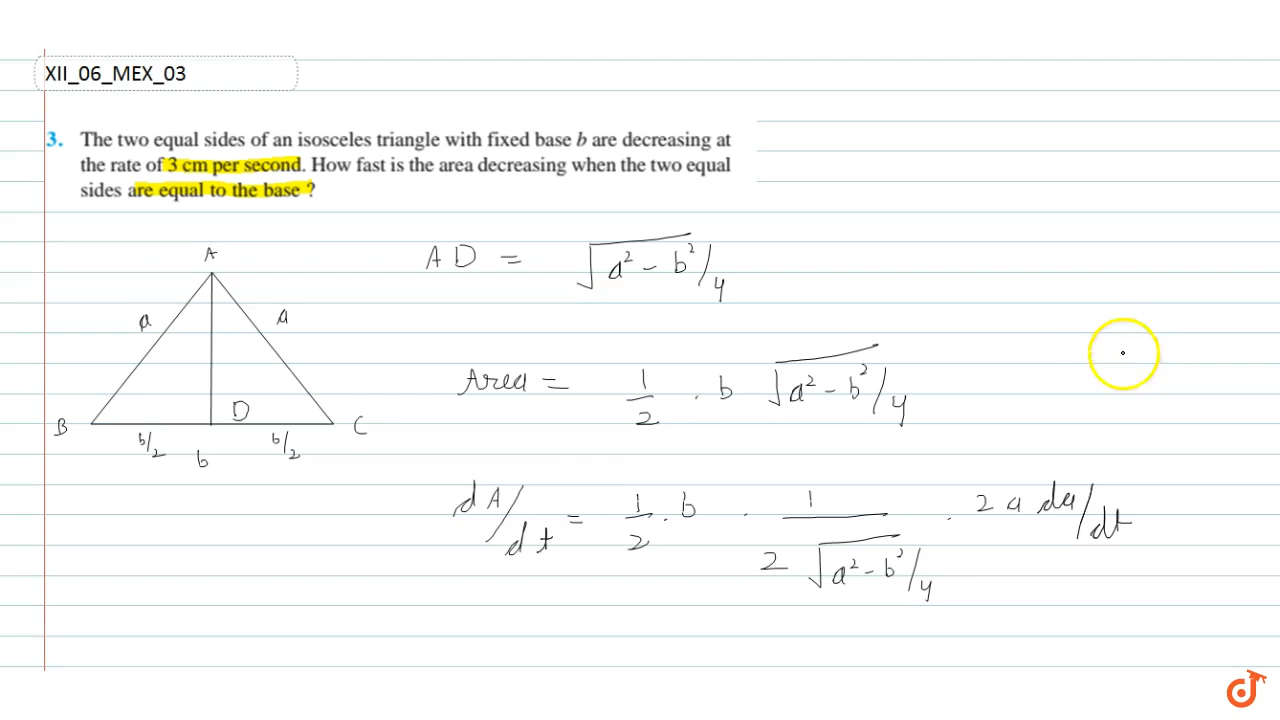 XII_06_MEX_03
3. The two equal sides of an isosceles triangle with fixed base b are decreasing at
the rate of 3 cm per second. How fast is the area decreasing when the two equal
sides are equal to the base ?
A
a a
B D C
b/2 b/2
b
AD = √(a² - b²/4)
Area = 1/2 . b √(a² - b²/4)
dA/dt = 1/2 . b . 1/(2√(a² - b²/4)) . 2a da/dt